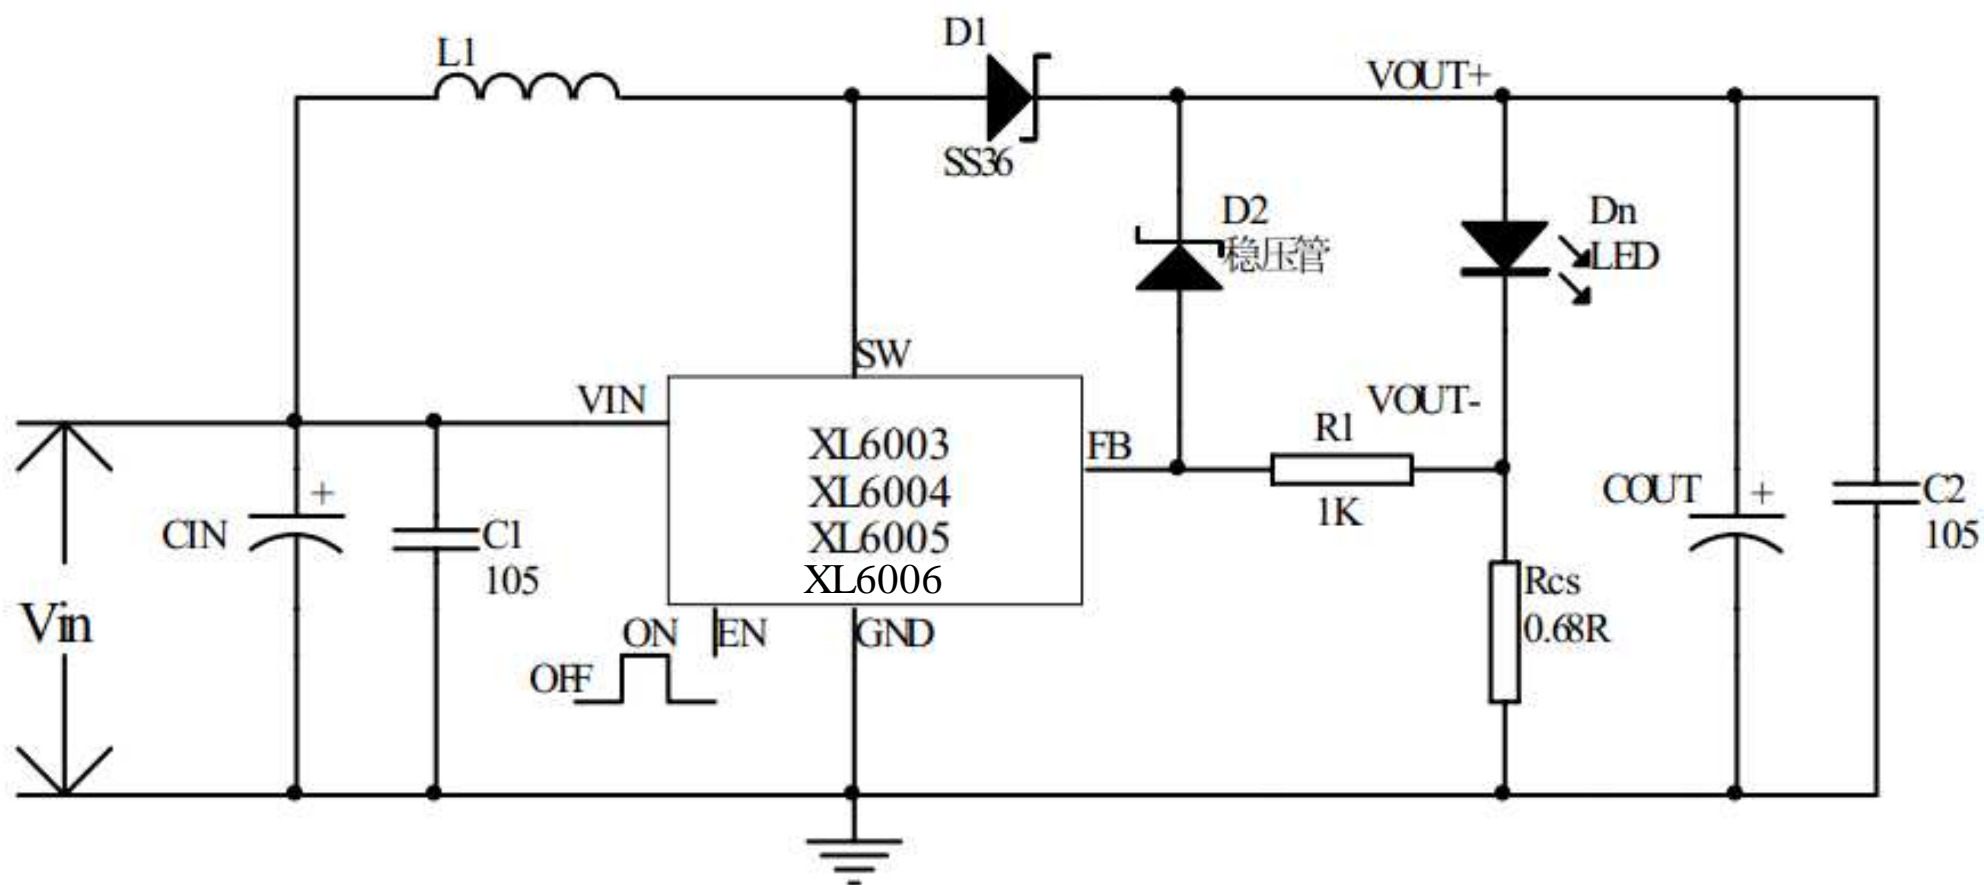 L1
D1
SS36
VOUT+
D2
稳压管
Dn
LED
SW
VIN
FB
VOUT-
R1
1K
XL6003
XL6004
XL6005
XL6006
+
CIN
C1
105
COUT
+
C2
105
Vin
ON
OFF
EN
GND
Rcs
0.68R